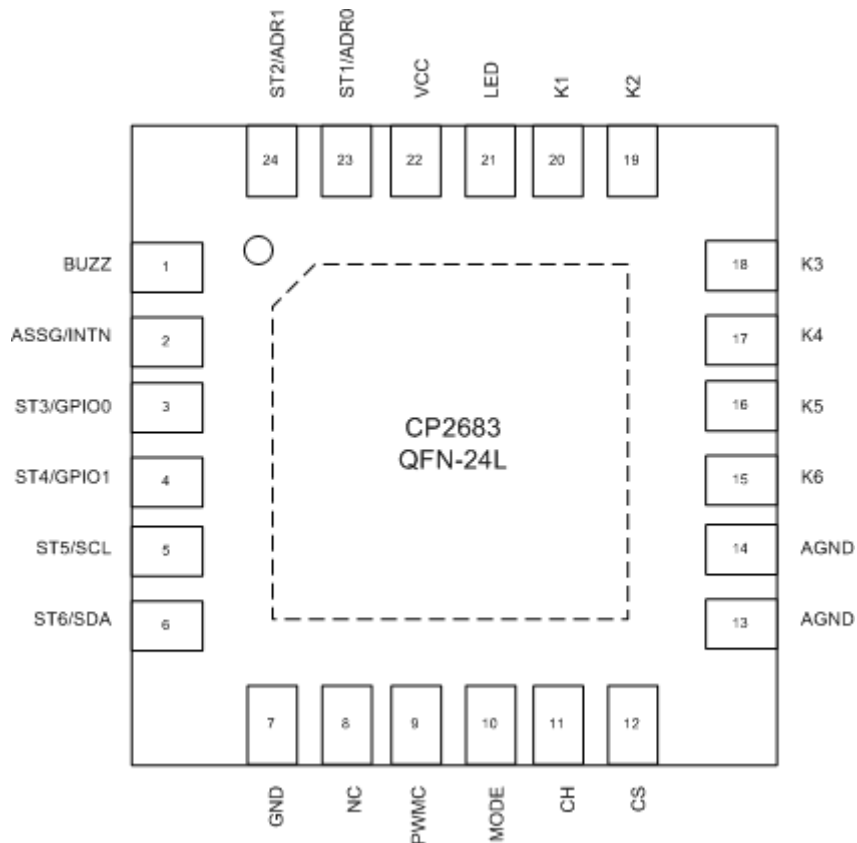 ST2/ADR1
ST1/ADR0
VCC
LED
K1
K2
24
23
22
21
20
19
BUZZ
1
18
K3
ASSG/INTN
2
17
K4
ST3/GPIO0
3
16
K5
ST4/GPIO1
4
15
K6
ST5/SCL
5
14
AGND
ST6/SDA
6
13
AGND
CP2683
QFN-24L
7
8
9
10
11
12
GND
NC
PWMC
MODE
CH
CS